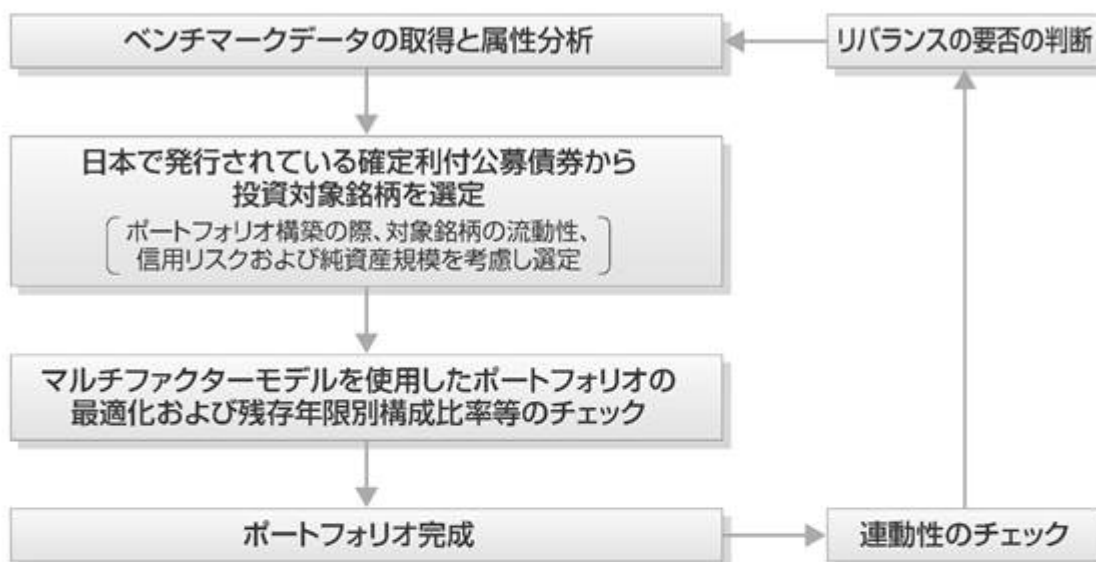 ベンチマークデータの取得と属性分析
リバランスの要否の判断
日本で発行されている確定利付公募債券から
投資対象銘柄を選定
ポートフォリオ構築の際、対象銘柄の流動性、
信用リスクおよび純資産規模を考慮し選定
マルチファクターモデルを使用したポートフォリオの
最適化および残存年限別構成比率等のチェック
ポートフォリオ完成
連動性のチェック